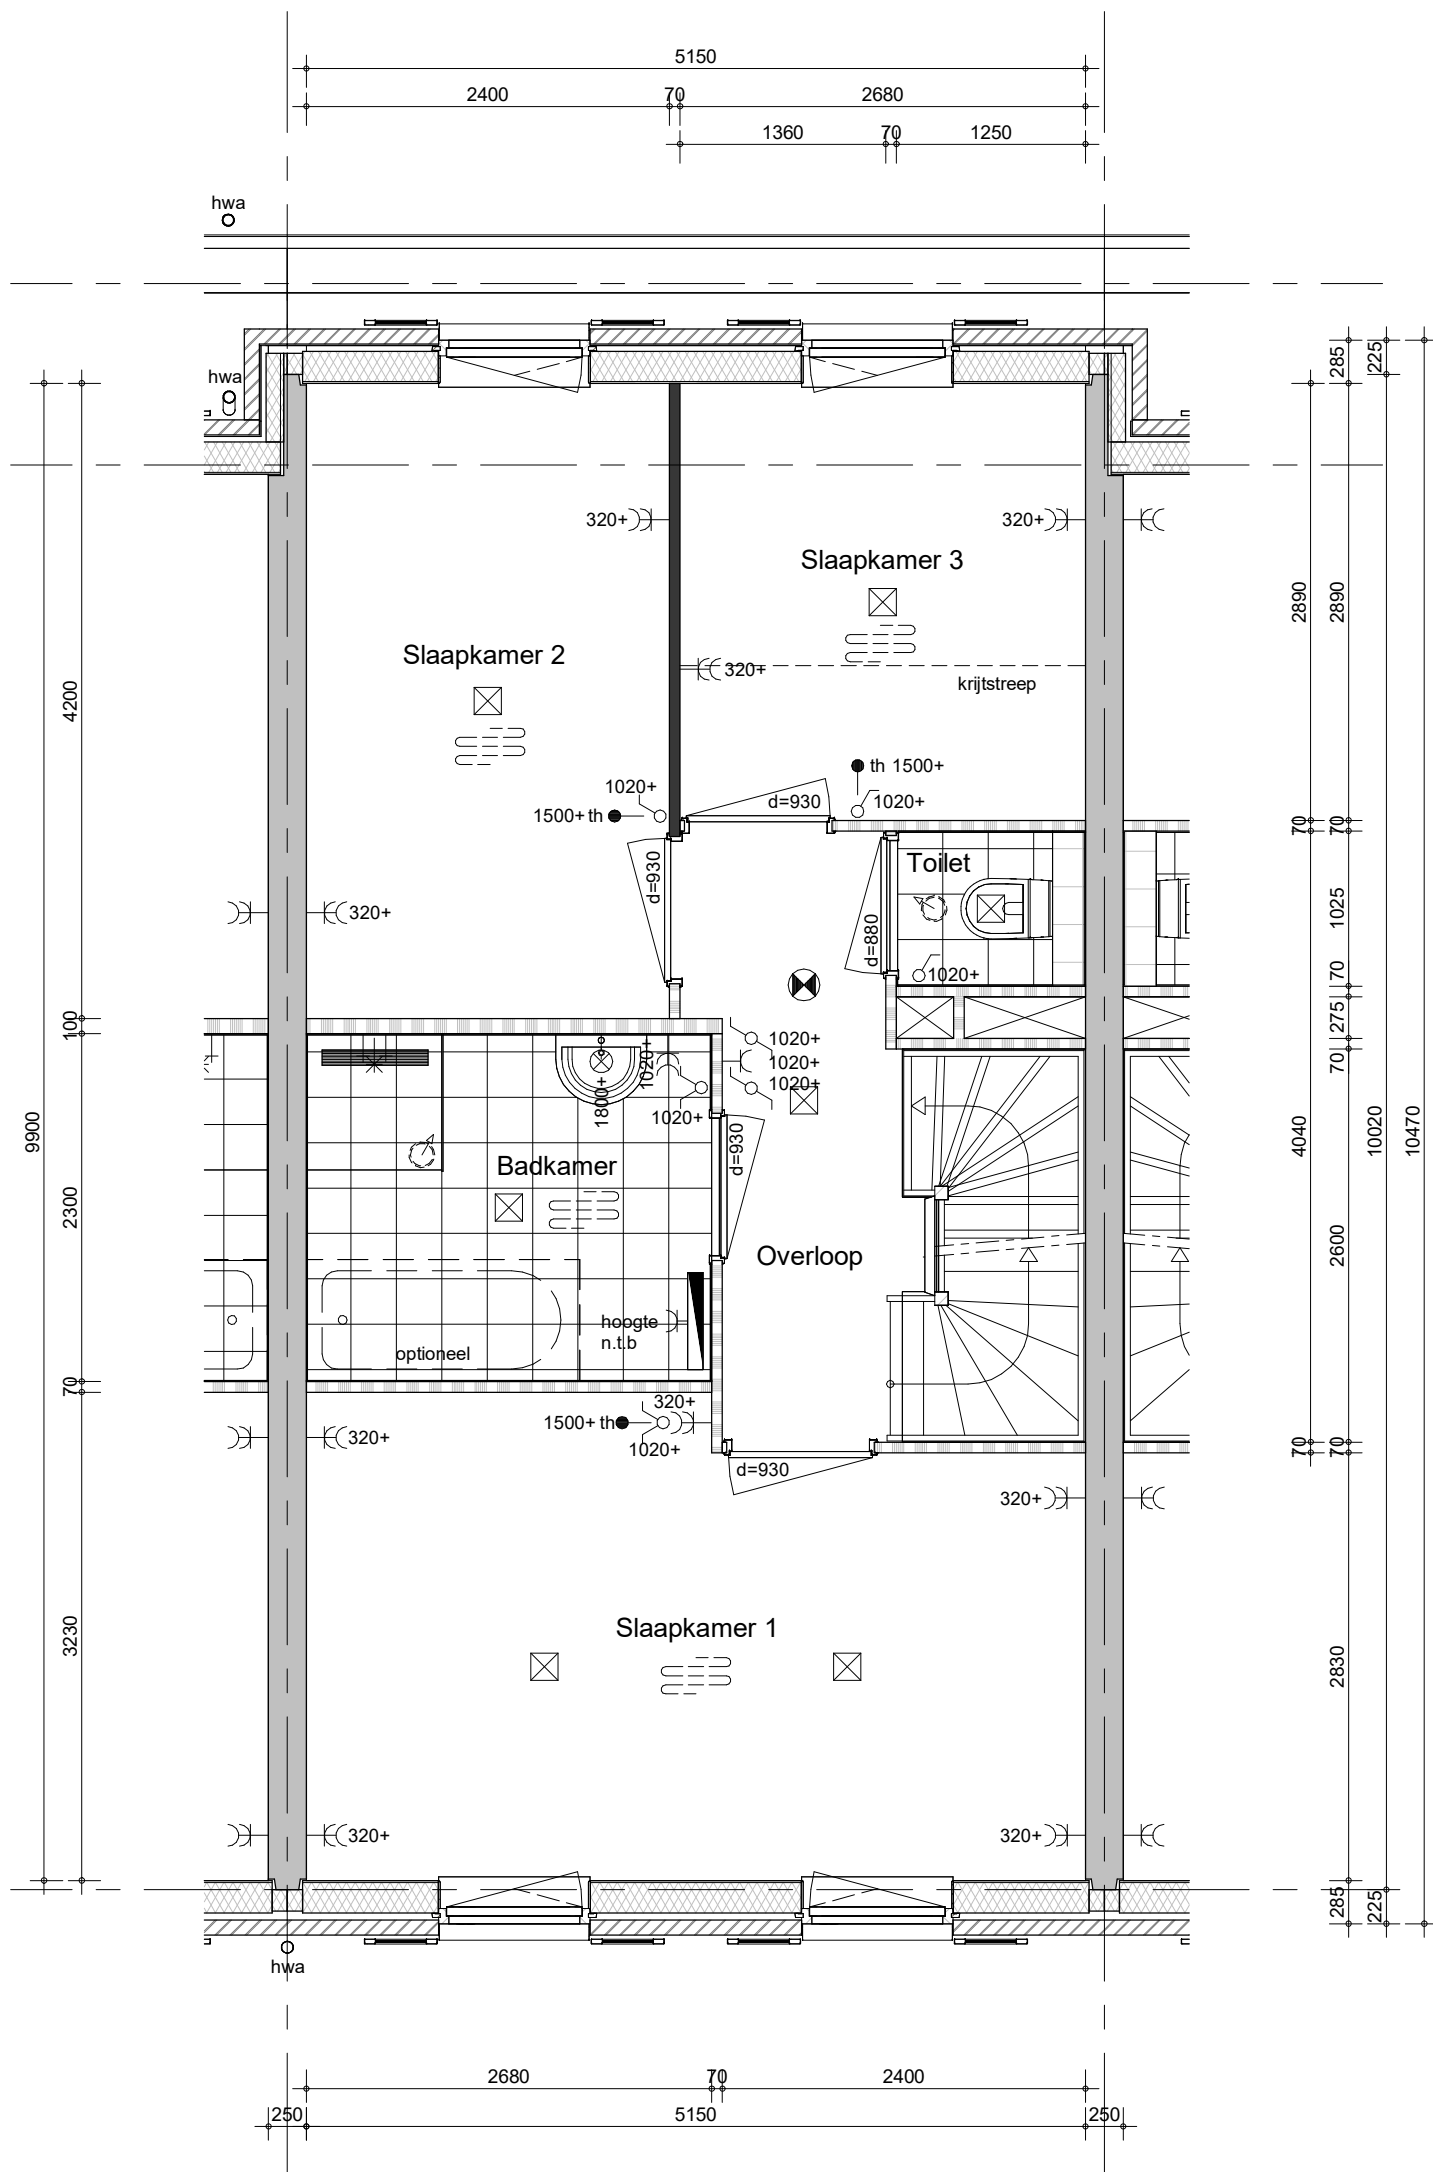 5150
2400
70
2680
1360
70
1250
hwa
hwa
285
225
320+
320+
Slaapkamer 3
2890
2890
Slaapkamer 2
320+
krijtstreep
4200
th 1500+
1020+
d=930
1020+
1500+ th
70
70
Toilet
d=930
320+
d=880
1025
1020+
70
100
275
1020+
1020+
1020+
1020+
1800+
1020+
70
9900
d=930
4040
10020
10470
Badkamer
2300
2600
Overloop
hoogte
n.t.b
optioneel
70
320+
1500+ th
1020+
320+
70
70
d=930
320+
Slaapkamer 1
3230
2830
320+
320+
285
225
hwa
2680
70
2400
250
5150
250